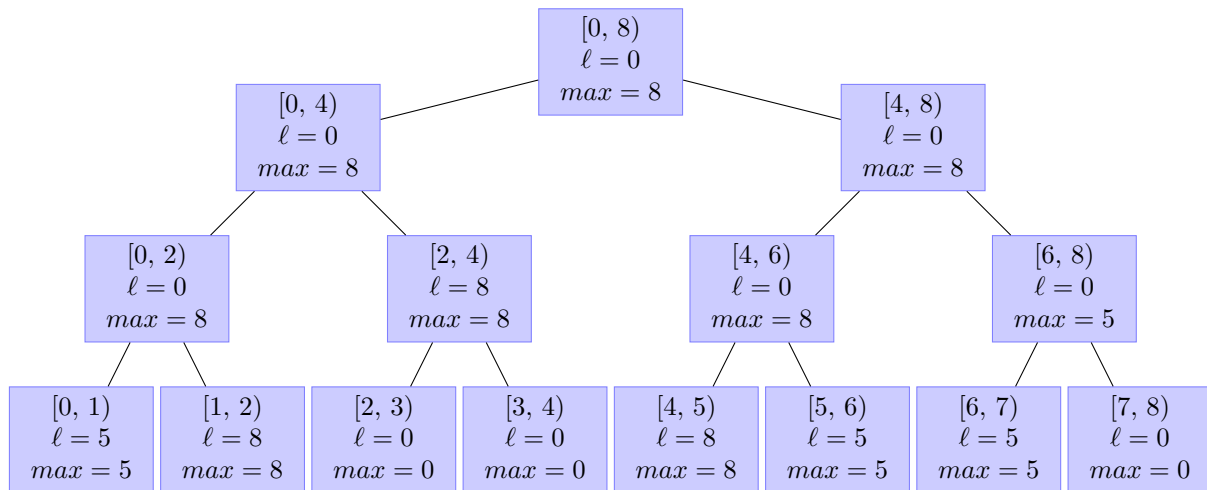 [0, 8)
ℓ = 0
max = 8
[0, 4)
ℓ = 0
max = 8
[4, 8)
ℓ = 0
max = 8
[0, 2)
ℓ = 0
max = 8
[2, 4)
ℓ = 8
max = 8
[4, 6)
ℓ = 0
max = 8
[6, 8)
ℓ = 0
max = 5
[0, 1)
ℓ = 5
max = 5
[1, 2)
ℓ = 8
max = 8
[2, 3)
ℓ = 0
max = 0
[3, 4)
ℓ = 0
max = 0
[4, 5)
ℓ = 8
max = 8
[5, 6)
ℓ = 5
max = 5
[6, 7)
ℓ = 5
max = 5
[7, 8)
ℓ = 0
max = 0